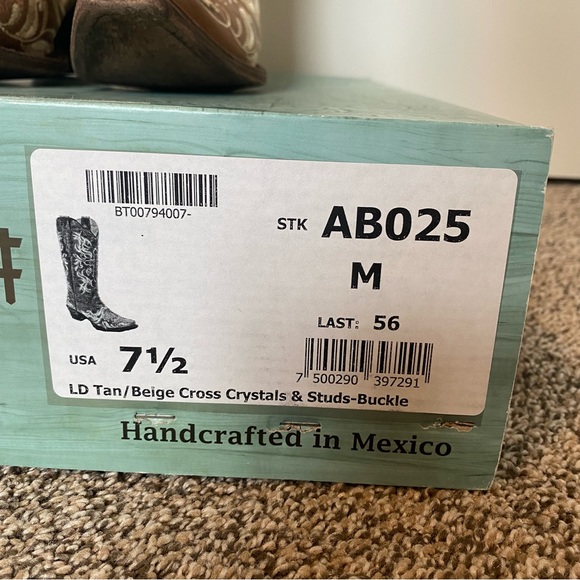 BT00794007-
STK AB025
M
LAST: 56
USA 7½
7 500290 397291
LD Tan/Beige Cross Crystals & Studs-Buckle
Handcrafted in Mexico